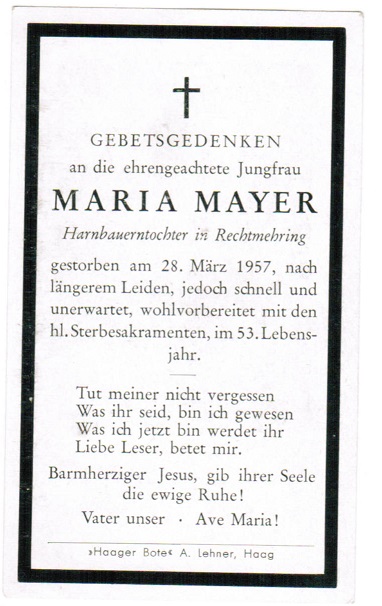 GEBETSGEDENKEN
an die ehrengeachtete Jungfrau
MARIA MAYER
Harnbauerntochter in Rechtmehring
gestorben am 28. März 1957, nach
längerem Leiden, jedoch schnell und
unerwartet, wohlvorbereitet mit den
hl. Sterbesakramenten, im 53. Lebens-
jahr.
Tut meiner nicht vergessen
Was ihr seid, bin ich gewesen
Was ich jetzt bin werdet ihr
Liebe Leser, betet mir.
Barmherziger Jesus, gib ihrer Seele
die ewige Ruhe!
Vater unser · Ave Maria!
»Haager Bote« A. Lehner, Haag